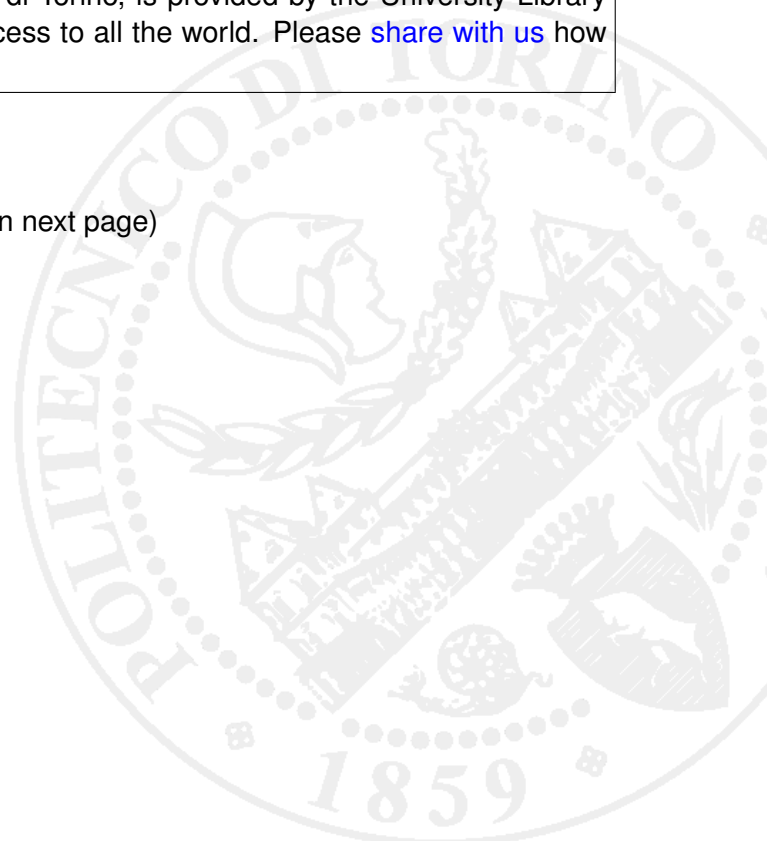 di Torino, is provided by the University Library
cess to all the world. Please share with us how
n next page)
POLITECNICO DI TORINO
1859